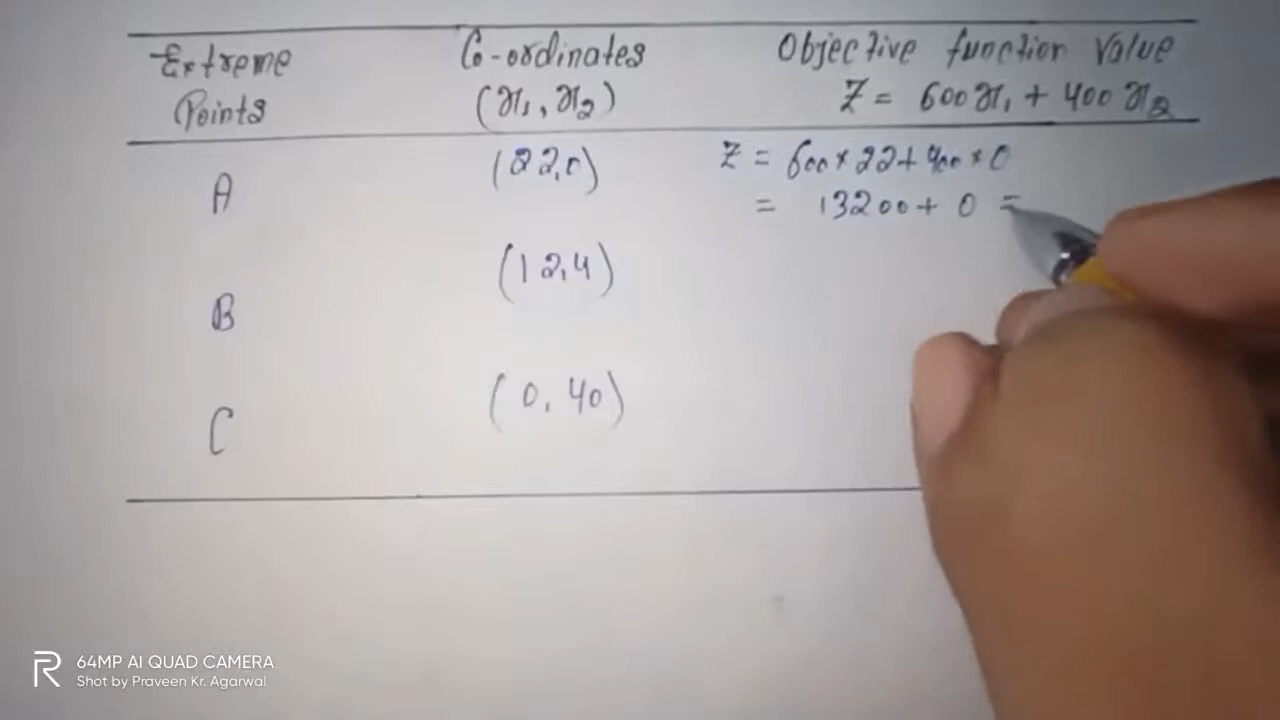 Extreme Points Co-ordinates (x₁, x₂) Objective function Value
Z = 600x₁ + 400x₂
A (22,0) Z = 600*22+400*0
= 13200+ 0 =
B (12,4)
C (0,40)
64MP AI QUAD CAMERA
Shot by Praveen Kr. Agarwal